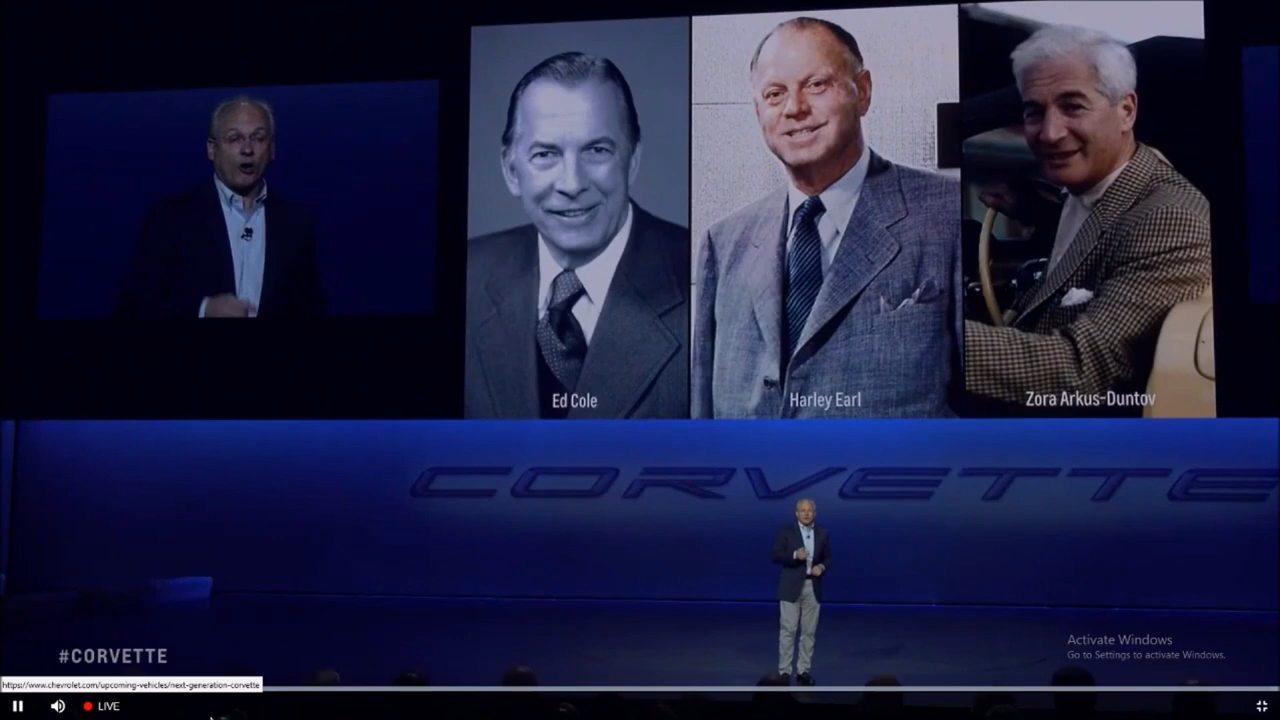 Ed Cole
Harley Earl
Zora Arkus-Duntov
CORVETTE
#CORVETTE
Activate Windows
Go to Settings to activate Windows.
https://www.chevrolet.com/upcoming-vehicles/next-generation-corvette
LIVE